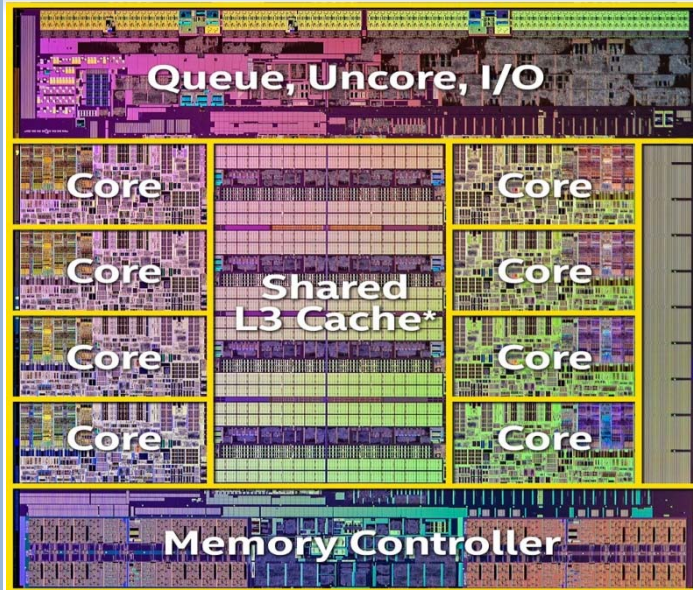 Queue, Uncore, I/O
Core
Core
Core
Core
Shared
L3 Cache*
Core
Core
Core
Core
Memory Controller